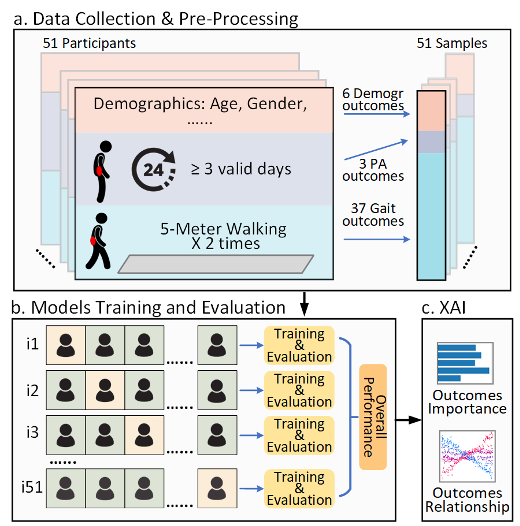 a. Data Collection & Pre-Processing
51 Participants
51 Samples
Demographics: Age, Gender,
......
6 Demogr
outcomes
24
≥ 3 valid days
3 PA
outcomes
5-Meter Walking
X 2 times
37 Gait
outcomes
b. Models Training and Evaluation
i1
......
Training
&
Evaluation
i2
......
Training
&
Evaluation
i3
......
Training
&
Evaluation
......
i51
......
Training
&
Evaluation
Overall
Performance
c. XAI
Outcomes
Importance
Outcomes
Relationship